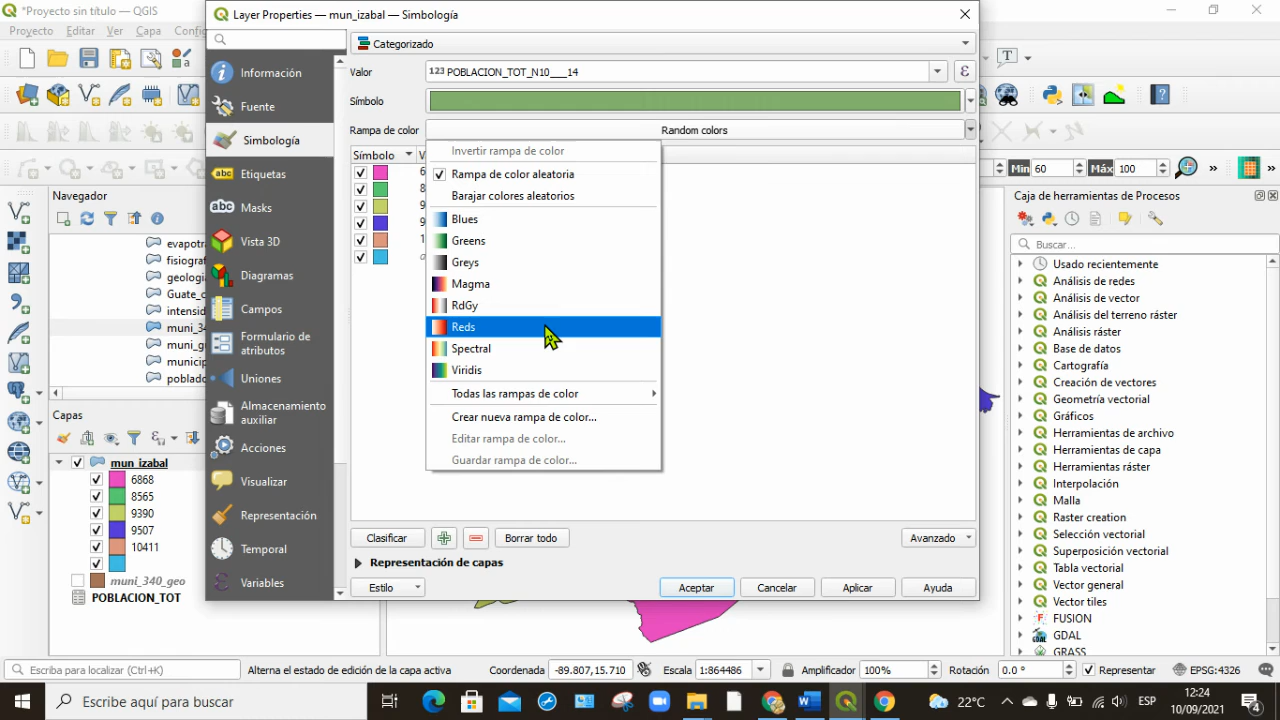 *Proyecto sin título — QGIS
Layer Properties — mun_izabal — Simbología
Proyecto Editar Ver Capa
Categorizado
Información
Valor
123 POBLACION_TOT_N10___14
Fuente
Símbolo
Simbología
Rampa de color
Random colors
Símbolo
Invertir rampa de color
Rampa de color aleatoria
Barajar colores aleatorios
Blues
Greens
Greys
Magma
RdGy
Reds
Spectral
Viridis
Todas las rampas de color
Crear nueva rampa de color...
Editar rampa de color...
Guardar rampa de color...
abc Etiquetas
abc Masks
Vista 3D
Diagramas
Campos
Formulario de
atributos
Uniones
Almacenamiento
auxiliar
Acciones
Visualizar
Representación
Temporal
Variables
Clasificar
Borrar todo
Avanzado
Representación de capas
Estilo
Aceptar
Cancelar
Aplicar
Ayuda
Navegador
evapotra
fisiograf
geologia
Guate_c
intensid
muni_34
muni_g
municip
poblado
Capas
mun_izabal
6868
8565
9390
9507
10411
muni_340_geo
POBLACION_TOT
Min 60
Máx 100
Caja de herramientas de Procesos
Buscar...
Usado recientemente
Análisis de redes
Análisis de vector
Análisis del terreno ráster
Análisis ráster
Base de datos
Cartografía
Creación de vectores
Geometría vectorial
Gráficos
Herramientas de archivo
Herramientas de capa
Herramientas ráster
Interpolación
Malla
Raster creation
Selección vectorial
Superposición vectorial
Tabla vectorial
Vector general
Vector tiles
FUSION
GDAL
GRASS
Escriba para localizar (Ctrl+K)
Alterna el estado de edición de la capa activa
Coordenada -89.807,15.710
Escala 1:864486
Amplificador 100%
Rotación 0.0 °
Representar
EPSG:4326
Escribe aquí para buscar
22°C
ESP
12:24
10/09/2021
4